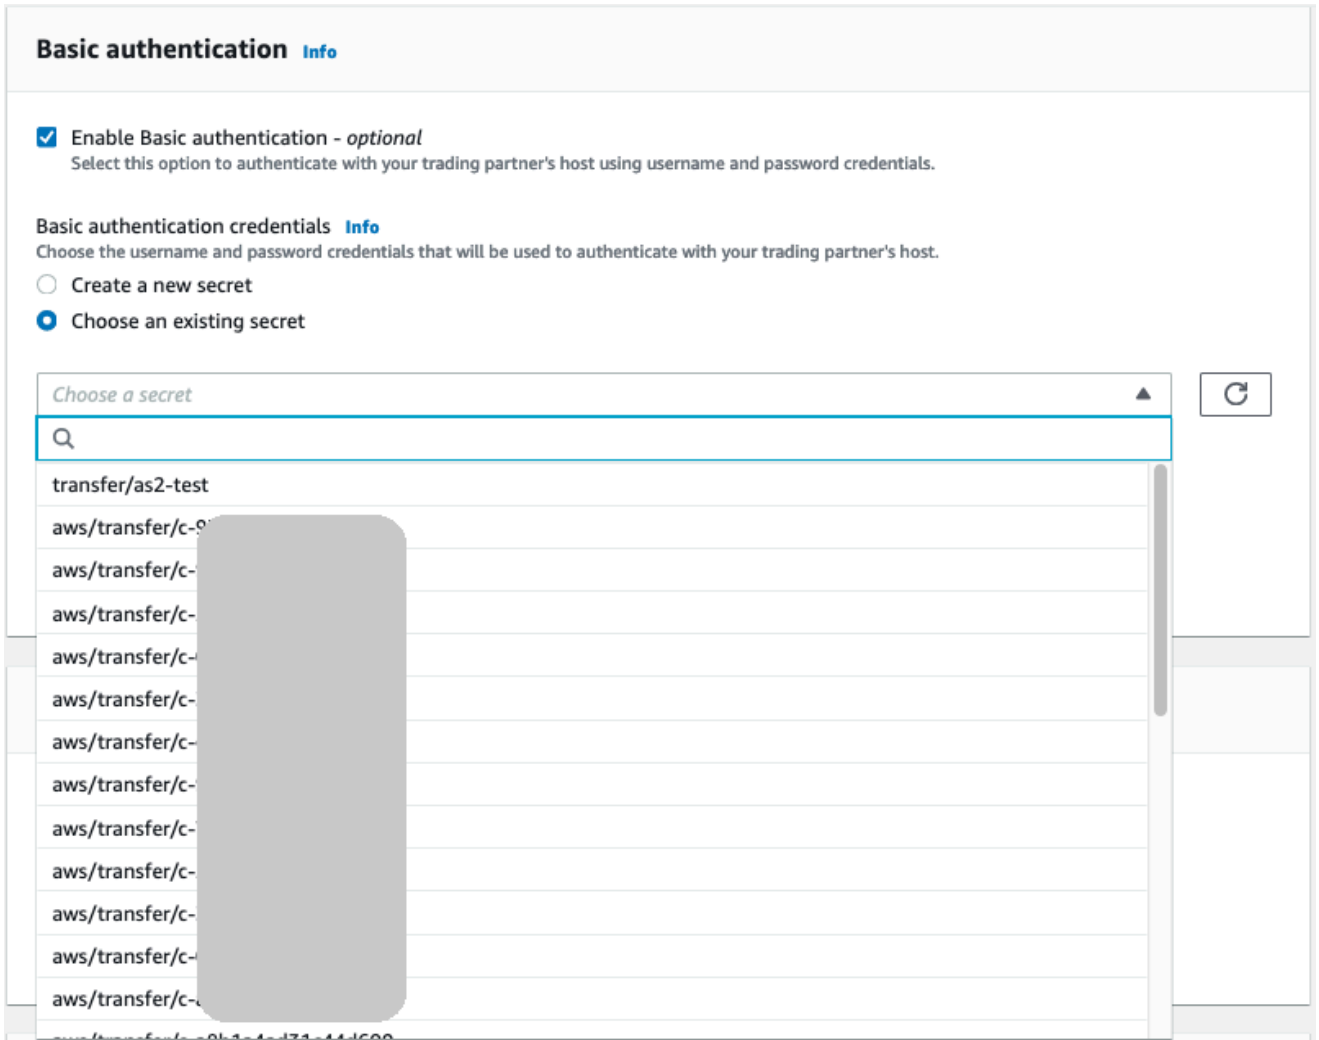 Basic authentication Info
Enable Basic authentication - optional
Select this option to authenticate with your trading partner's host using username and password credentials.
Basic authentication credentials Info
Choose the username and password credentials that will be used to authenticate with your trading partner's host.
Create a new secret
Choose an existing secret
Choose a secret
transfer/as2-test
aws/transfer/c-9
aws/transfer/c-
aws/transfer/c-
aws/transfer/c-
aws/transfer/c-
aws/transfer/c-
aws/transfer/c-
aws/transfer/c-
aws/transfer/c-
aws/transfer/c-
aws/transfer/c-
aws/transfer/c-